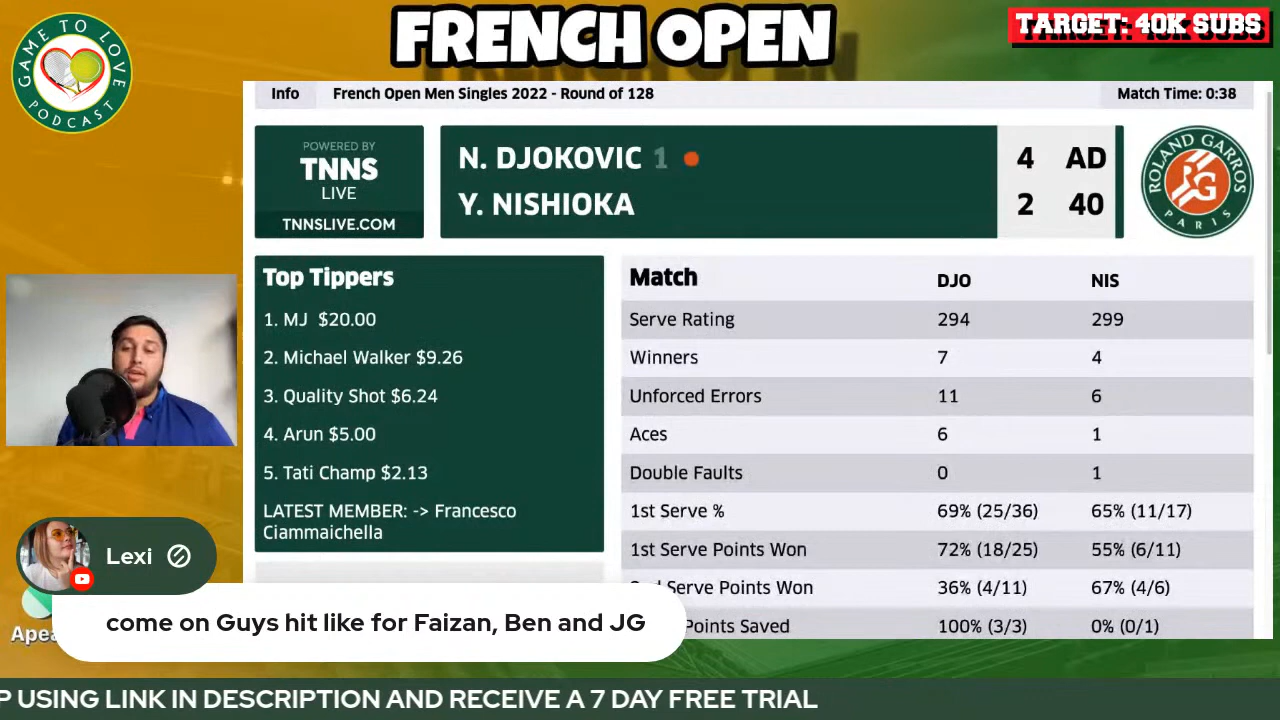 GAME TO LOVE
PODCAST
FRENCH OPEN
TARGET: 40K SUBS
Info
French Open Men Singles 2022 - Round of 128
Match Time: 0:38
POWERED BY
TNNS
LIVE
TNNSLIVE.COM
N. DJOKOVIC 1 4 AD
Y. NISHIOKA 2 40
ROLAND GARROS
RG
PARIS
Top Tippers
1. MJ $20.00
2. Michael Walker $9.26
3. Quality Shot $6.24
4. Arun $5.00
5. Tati Champ $2.13
LATEST MEMBER: -> Francesco
Ciammaichella
Match DJO NIS
Serve Rating 294 299
Winners 7 4
Unforced Errors 11 6
Aces 6 1
Double Faults 0 1
1st Serve % 69% (25/36) 65% (11/17)
1st Serve Points Won 72% (18/25) 55% (6/11)
Serve Points Won 36% (4/11) 67% (4/6)
Points Saved 100% (3/3) 0% (0/1)
Lexi
come on Guys hit like for Faizan, Ben and JG
P USING LINK IN DESCRIPTION AND RECEIVE A 7 DAY FREE TRIAL